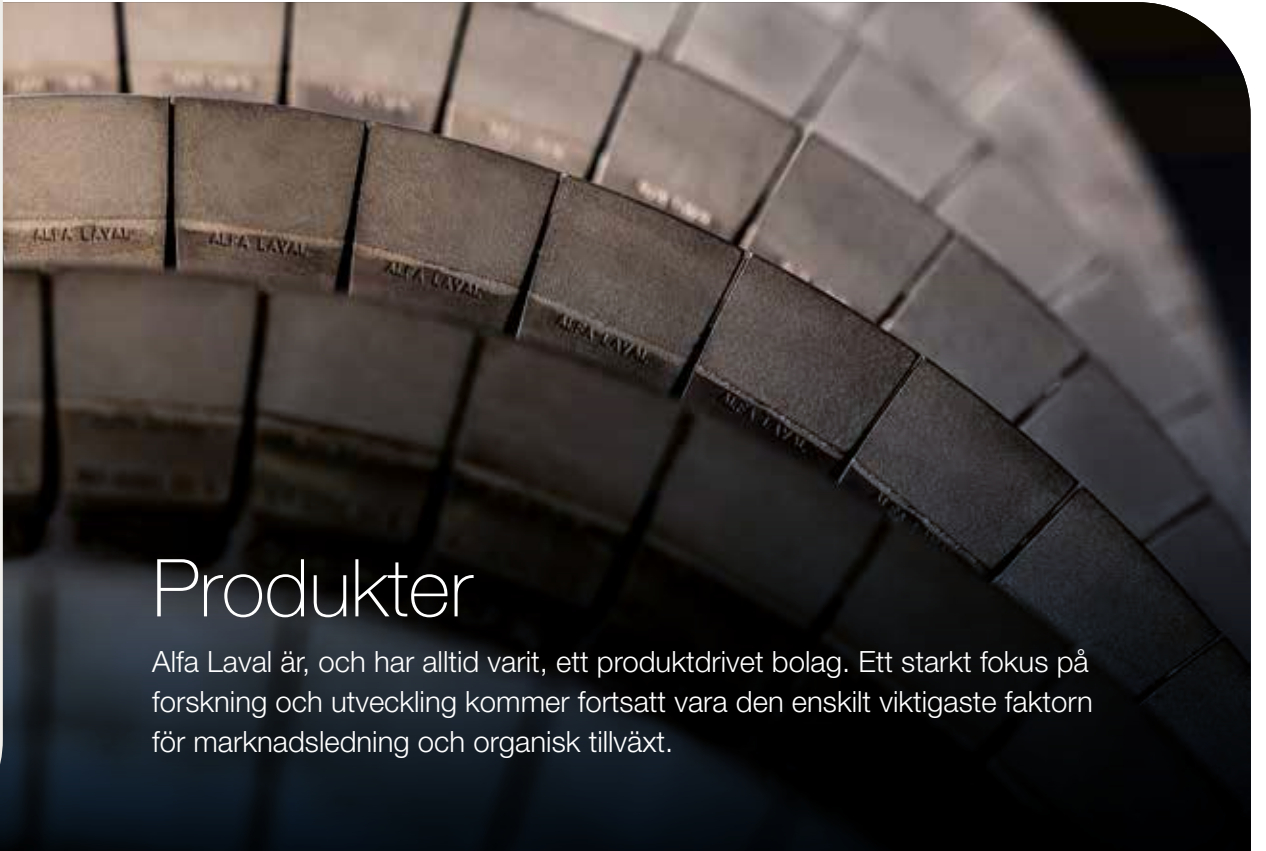 ALFA LAVAL
ALFA LAVAL
ALFA LAVAL
ALFA LAVAL
ALFA LAVAL
Produkter
Alfa Laval är, och har alltid varit, ett produktdrivet bolag. Ett starkt fokus på
forskning och utveckling kommer fortsatt vara den enskilt viktigaste faktorn
för marknadsledning och organisk tillväxt.